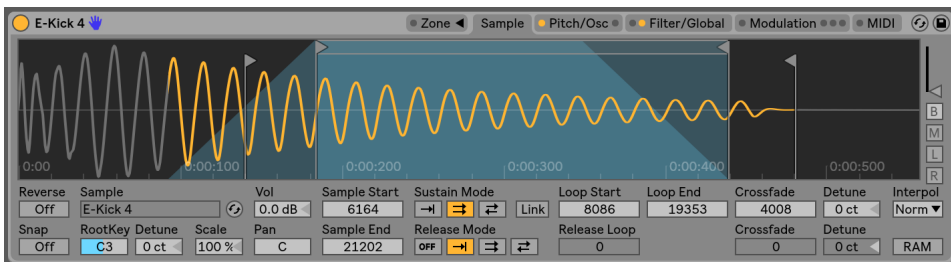 E-Kick 4 Zone Sample Pitch/Osc Filter/Global Modulation MIDI
B
M
L
R
0:00 0:00:100 0:00:200 0:00:300 0:00:400 0:00:500
Reverse Sample Vol Sample Start Sustain Mode Loop Start Loop End Crossfade Detune Interpol
Off E-Kick 4 0.0 dB 6164 Link 8086 19353 4008 0 ct Norm
Snap RootKey Detune Scale Pan Sample End Release Mode Release Loop Crossfade Detune
Off C3 0 ct 100 % C 21202 OFF 0 0 0 ct RAM